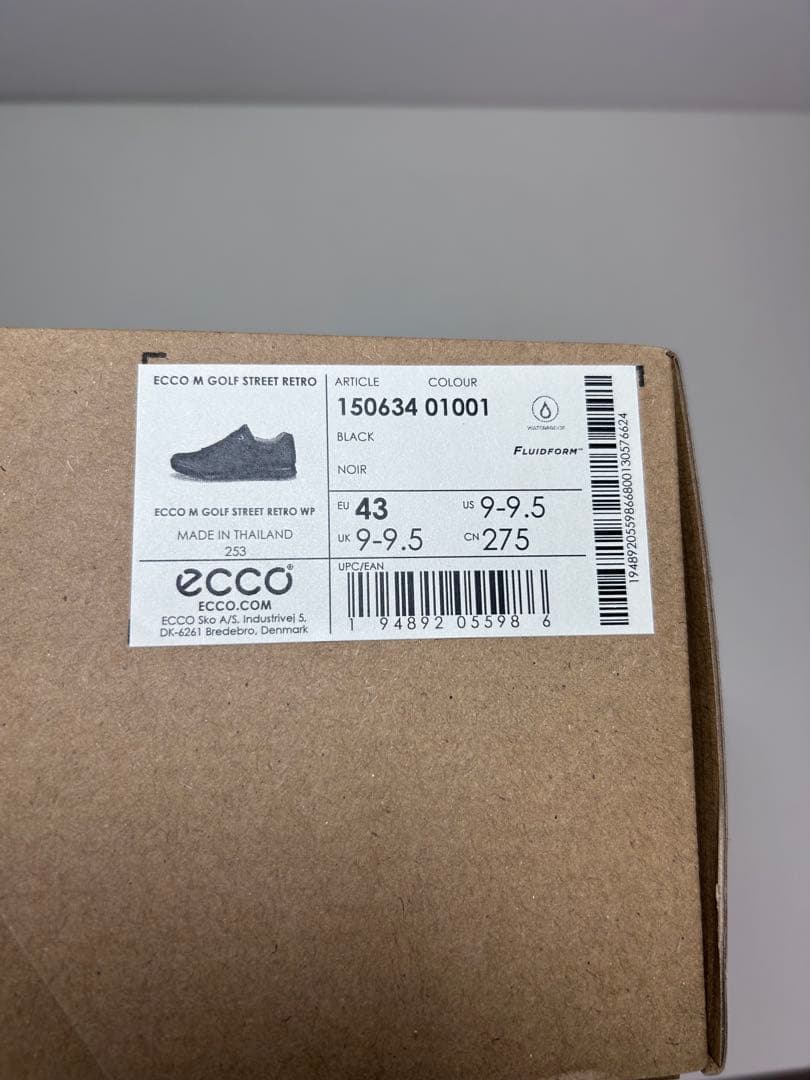 ECCO M GOLF STREET RETRO
ECCO M GOLF STREET RETRO WP
MADE IN THAILAND
253
ecco®
ECCO.COM
ECCO Sko A/S. Industrivej 5.
DK-6261 Bredebro, Denmark
ARTICLE COLOUR
150634 01001
BLACK
NOIR
WATERPROOF
FLUIDFORM™
EU 43 US 9-9.5
UK 9-9.5 CN 275
UPC/EAN
1 94892 05598 6
1948920559866800130576624